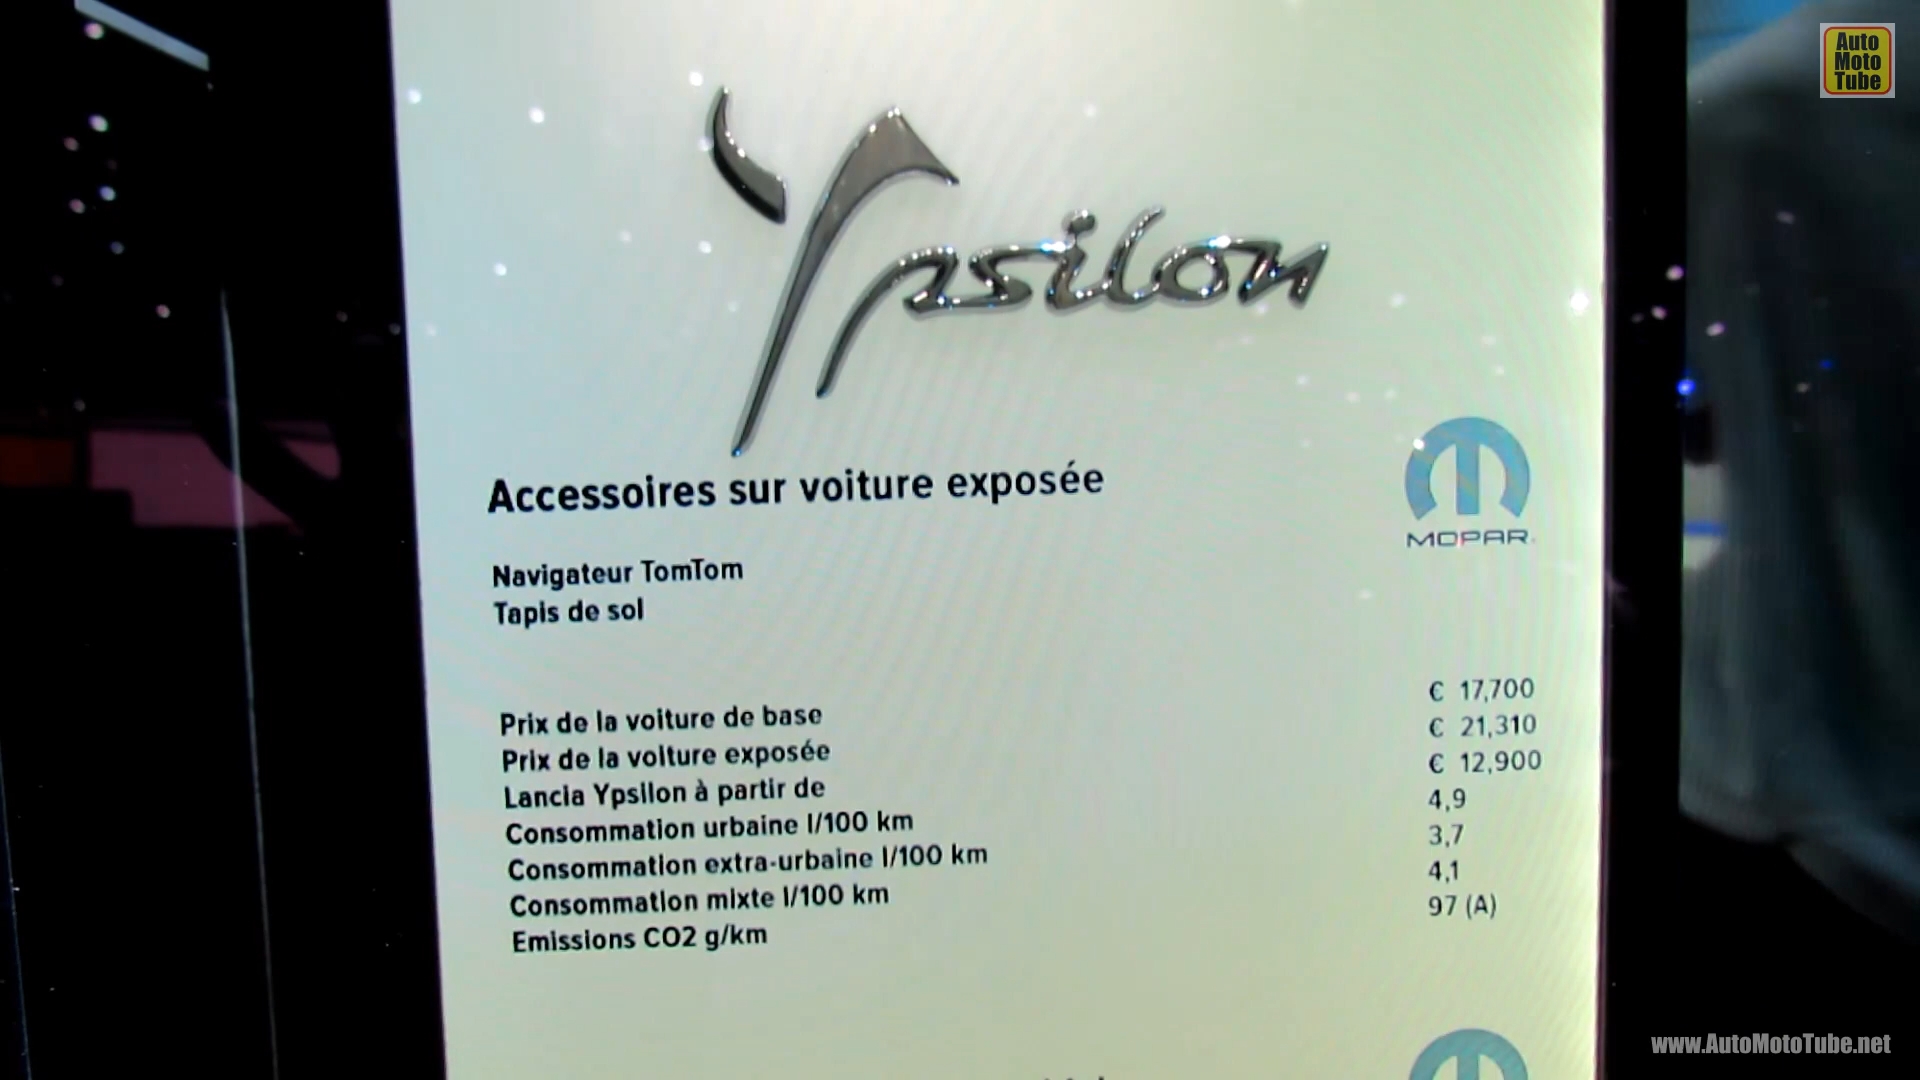 Auto
Moto
Tube
Ypsilon
Accessoires sur voiture exposée
MOPAR
Navigateur TomTom
Tapis de sol
Prix de la voiture de base € 17,700
Prix de la voiture exposée € 21,310
Lancia Ypsilon à partir de € 12,900
Consommation urbaine l/100 km 4,9
Consommation extra-urbaine l/100 km 3,7
Consommation mixte l/100 km 4,1
Emissions CO2 g/km 97 (A)
www.AutoMotoTube.net